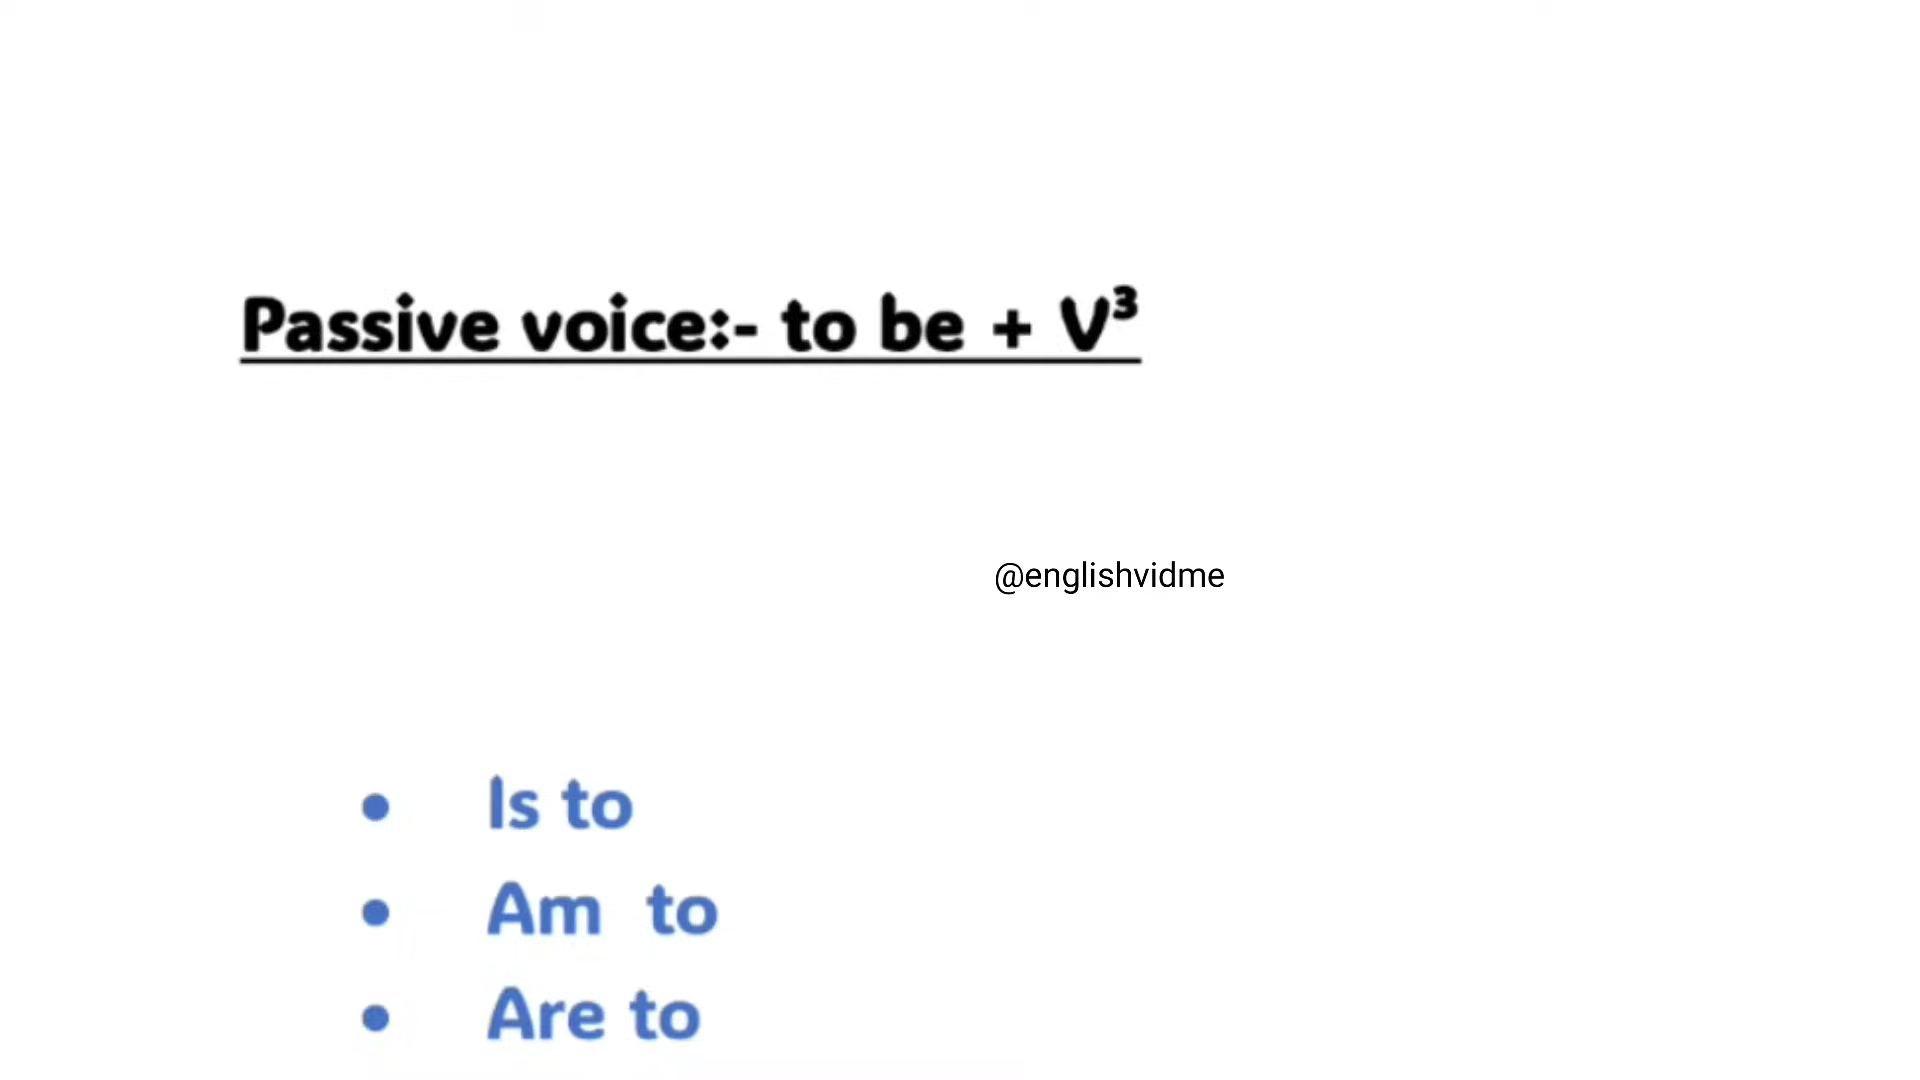 Passive voice:- to be + V³
@englishvidme
• Is to
• Am to
• Are to